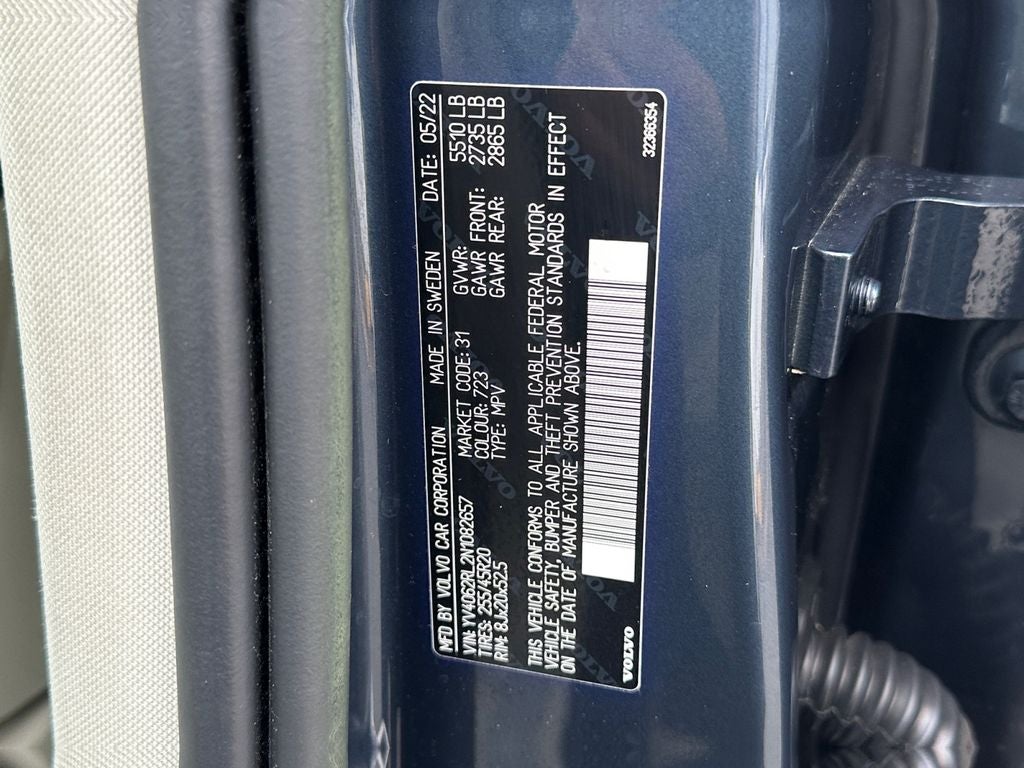 MFD BY VOLVO CAR CORPORATION MADE IN SWEDEN DATE: 05/22
VIN: YV4062RL2N1082657 MARKET CODE: 31 GVWR: 5510 LB
TIRES: 255/45R20 COLOUR: 723 GAWR FRONT: 2735 LB
RIM: 8Jx20x52.5 TYPE: MPV GAWR REAR: 2865 LB
THIS VEHICLE CONFORMS TO ALL APPLICABLE FEDERAL MOTOR
VEHICLE SAFETY, BUMPER AND THEFT PREVENTION STANDARDS IN EFFECT
ON THE DATE OF MANUFACTURE SHOWN ABOVE.
VOLVO 32366354